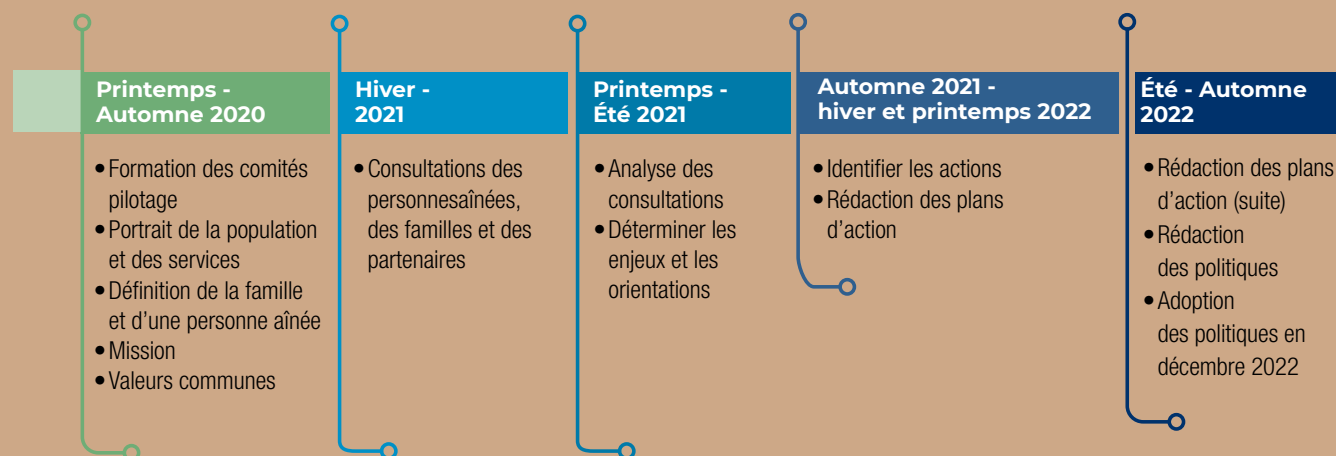 Printemps -
Automne 2020
• Formation des comités
pilotage
• Portrait de la population
et des services
• Définition de la famille
et d'une personne aînée
• Mission
• Valeurs communes
Hiver -
2021
• Consultations des
personnesaînées,
des familles et des
partenaires
Printemps -
Été 2021
• Analyse des
consultations
• Déterminer les
enjeux et les
orientations
Automne 2021 -
hiver et printemps 2022
• Identifier les actions
• Rédaction des plans
d'action
Été - Automne
2022
• Rédaction des plans
d'action (suite)
• Rédaction
des politiques
• Adoption
des politiques en
décembre 2022